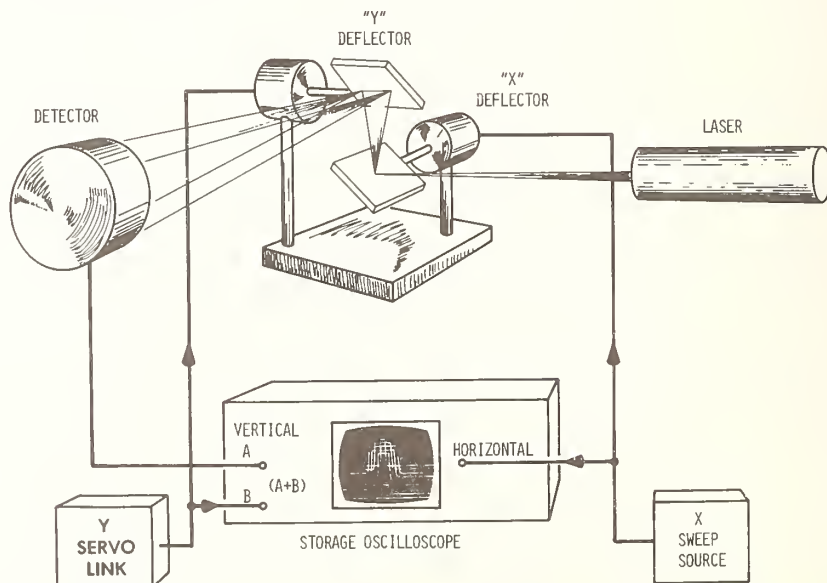 "Y"
DEFLECTOR
"X"
DEFLECTOR
DETECTOR
LASER
VERTICAL
A
HORIZONTAL
(A+B)
B
Y
SERVO
LINK
STORAGE OSCILLOSCOPE
X
SWEEP
SOURCE